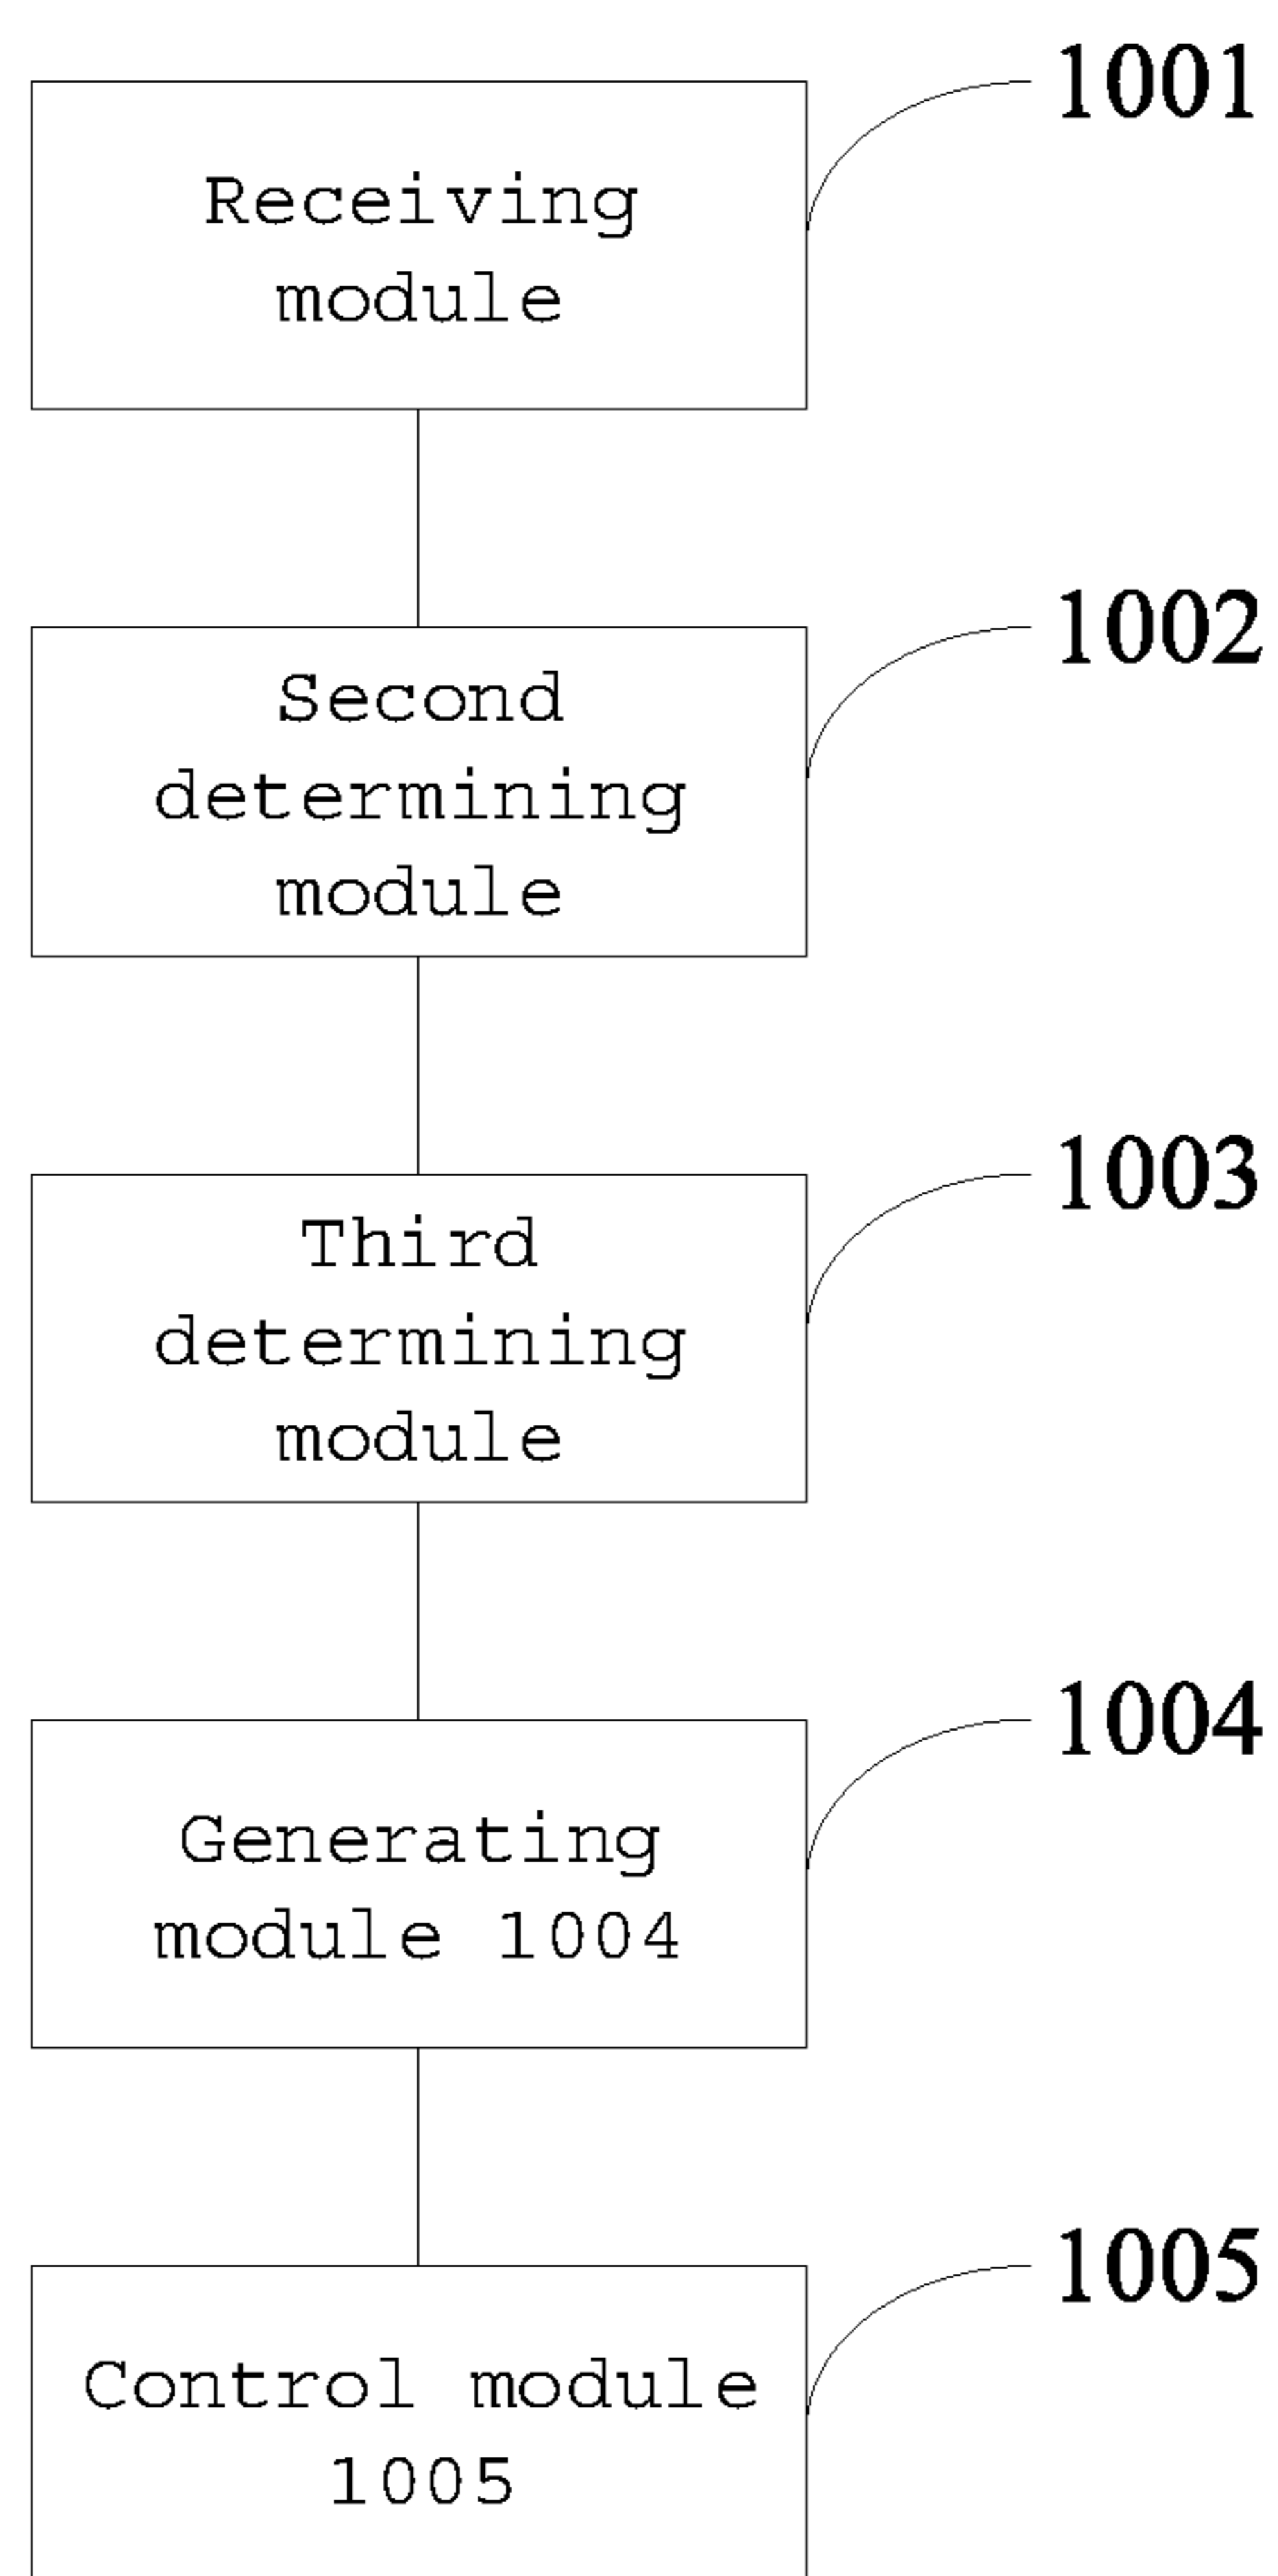 1001
Receiving
module
1002
Second
determining
module
1003
Third
determining
module
1004
Generating
module 1004
1005
Control module
1005